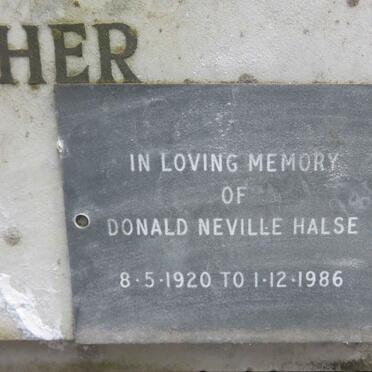 HER
IN LOVING MEMORY
OF
DONALD NEVILLE HALSE
8·5·1920 TO 1·12·1986